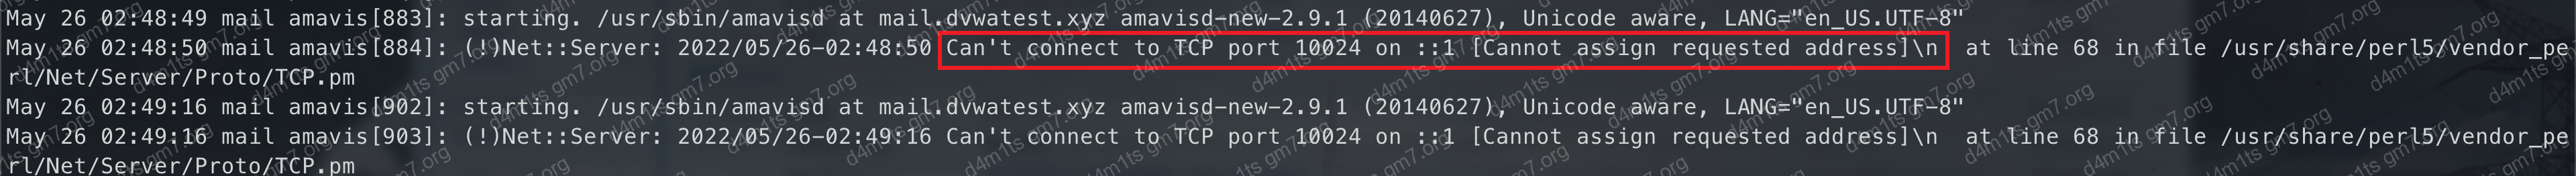 May 26 02:48:49 mail amavis[883]: starting. /usr/sbin/amavisd at mail.dvwatest.xyz amavisd-new-2.9.1 (20140627), Unicode aware, LANG="en_US.UTF-8"
May 26 02:48:50 mail amavis[884]: (!)Net::Server: 2022/05/26-02:48:50 Can't connect to TCP port 10024 on ::1 [Cannot assign requested address]\n  at line 68 in file /usr/share/perl5/vendor_pe
rl/Net/Server/Proto/TCP.pm
May 26 02:49:16 mail amavis[902]: starting. /usr/sbin/amavisd at mail.dvwatest.xyz amavisd-new-2.9.1 (20140627), Unicode aware, LANG="en_US.UTF-8"
May 26 02:49:16 mail amavis[903]: (!)Net::Server: 2022/05/26-02:49:16 Can't connect to TCP port 10024 on ::1 [Cannot assign requested address]\n  at line 68 in file /usr/share/perl5/vendor_pe
rl/Net/Server/Proto/TCP.pm
d4m1ts gm7.org